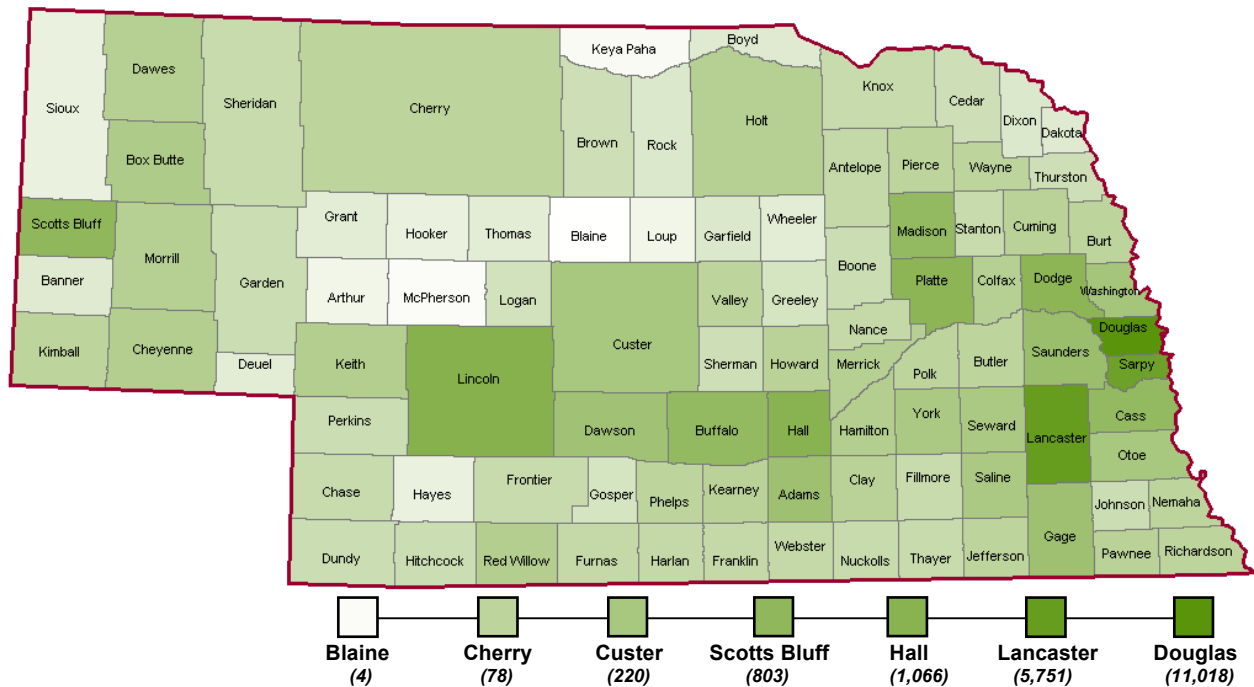 Keya Paha
Boyd
Dawes
Sioux
Sheridan
Cherry
Knox
Cedar
Holt
Dixon
Dakota
Brown
Rock
Box Butte
Antelope
Pierce
Wayne
Thurston
Scotts Bluff
Grant
Hooker
Thomas
Blaine
Loup
Garfield
Wheeler
Madison
Stanton
Cuming
Burt
Morrill
Boone
Banner
Garden
Arthur
McPherson
Logan
Valley
Greeley
Platte
Colfax
Dodge
Washington
Nance
Douglas
Kimball
Cheyenne
Deuel
Keith
Lincoln
Custer
Sherman
Howard
Merrick
Polk
Butler
Saunders
Sarpy
Perkins
Dawson
Buffalo
Hall
Hamilton
York
Seward
Lancaster
Cass
Otoe
Chase
Hayes
Frontier
Gosper
Phelps
Kearney
Adams
Clay
Fillmore
Saline
Johnson
Nemaha
Gage
Dundy
Hitchcock
Red Willow
Furnas
Harlan
Franklin
Webster
Nuckolls
Thayer
Jefferson
Pawnee
Richardson
Blaine Cherry Custer Scotts Bluff Hall Lancaster Douglas
(4) (78) (220) (803) (1,066) (5,751) (11,018)